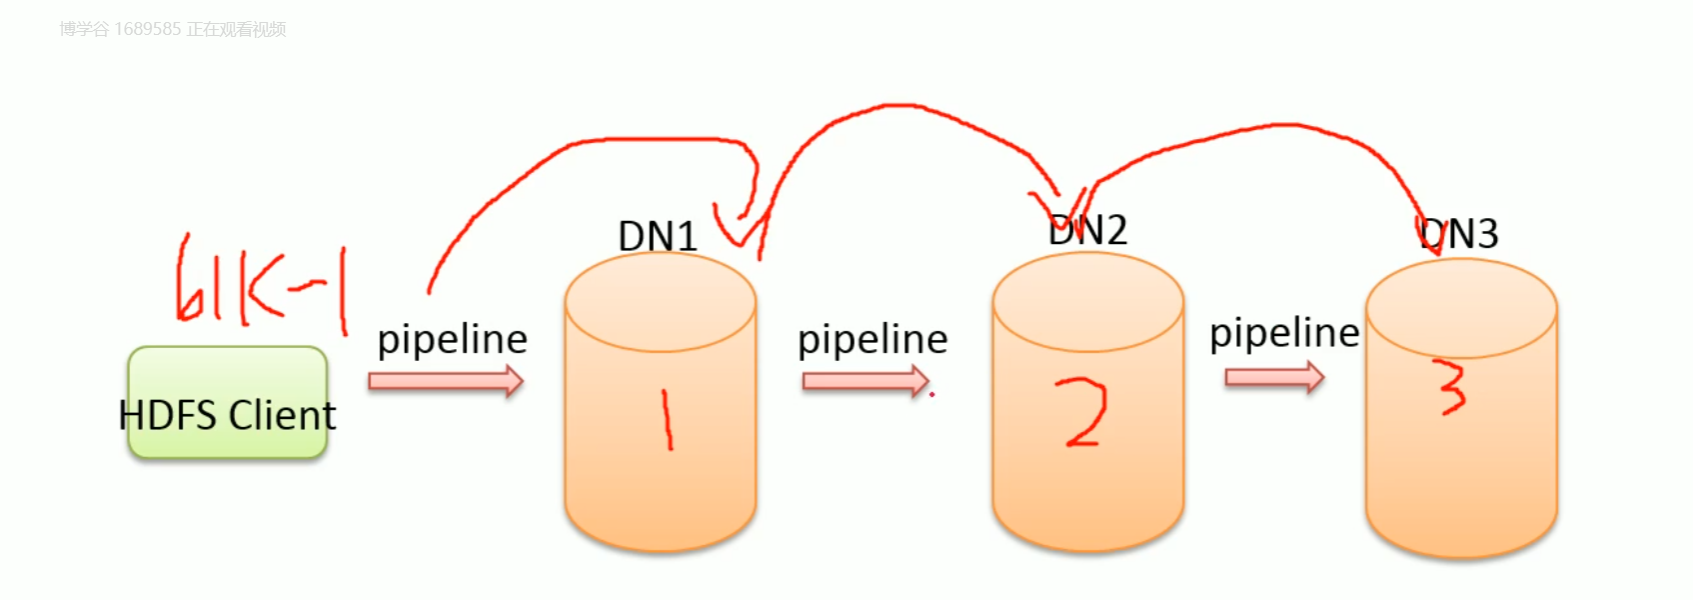 博学谷 1689585 正在观看视频
DN1
DN2
DN3
blk-1
pipeline
pipeline
pipeline
HDFS Client
1
2
3